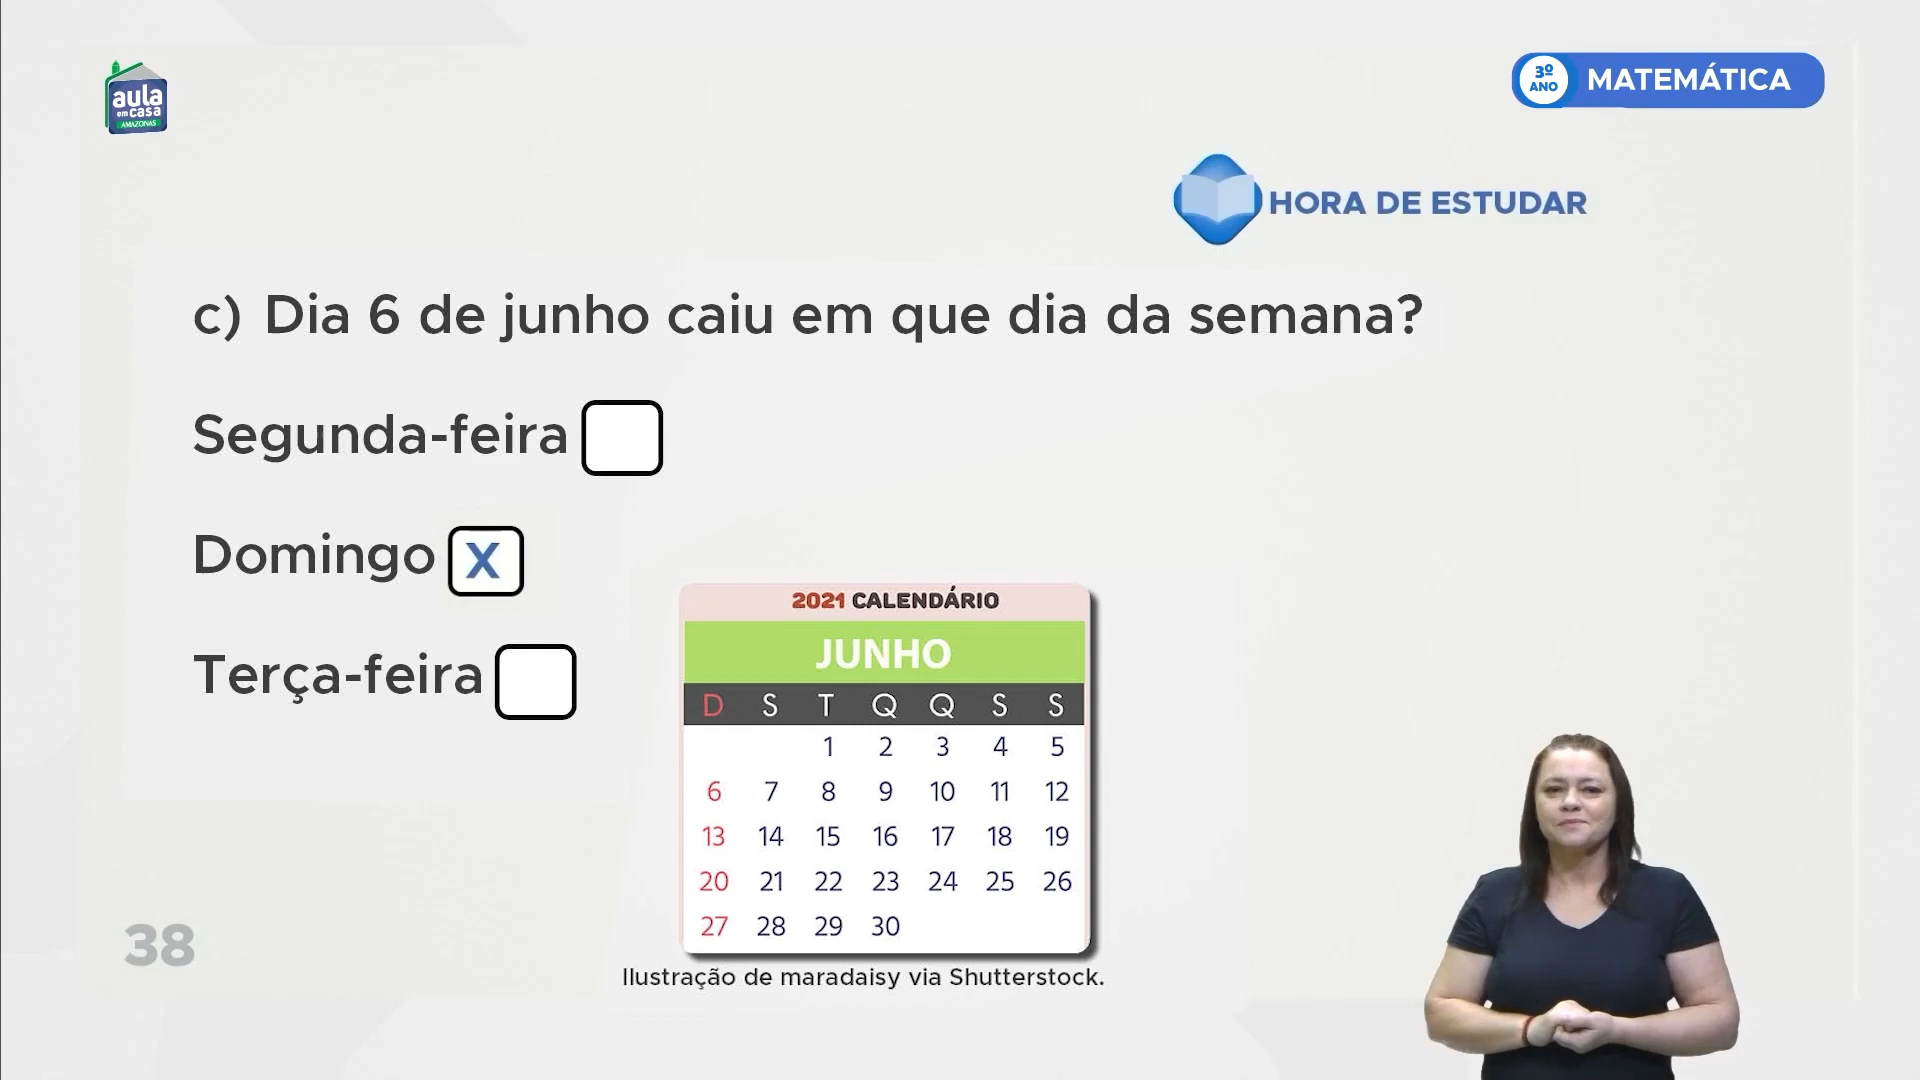 aula
em casa
AMAZONAS
3º
ANO
MATEMÁTICA
HORA DE ESTUDAR
c) Dia 6 de junho caiu em que dia da semana?
Segunda-feira
Domingo X
Terça-feira
2021 CALENDÁRIO
JUNHO
D S T Q Q S S
1 2 3 4 5
6 7 8 9 10 11 12
13 14 15 16 17 18 19
20 21 22 23 24 25 26
27 28 29 30
Ilustração de maradaisy via Shutterstock.
38